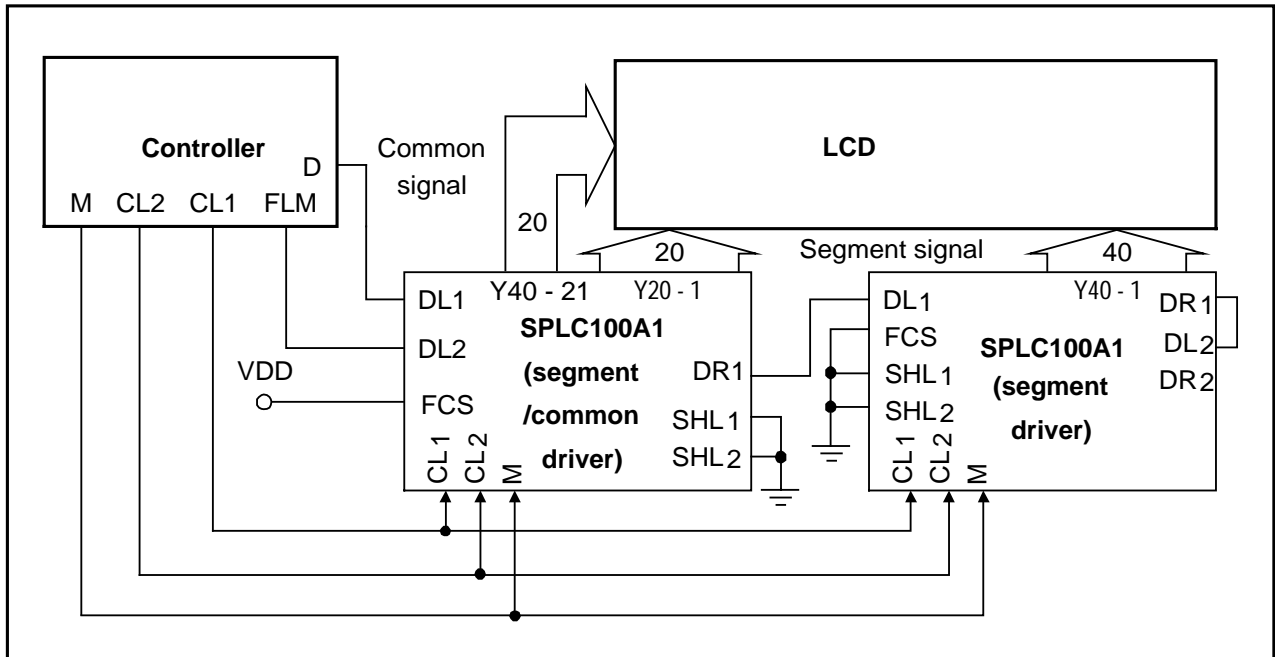 Controller
D
M CL2 CL1 FLM
Common
signal
20
LCD
20
Segment signal
40
DL1
Y40 - 21
Y20 - 1
SPLC100A1
(segment
/common
driver)
DL2
VDD
FCS
DR1
SHL1
SHL2
CL1
CL2
M
DL1
FCS
SHL1
SHL2
Y40 - 1
SPLC100A1
(segment
driver)
DR1
DL2
DR2
CL1
CL2
M